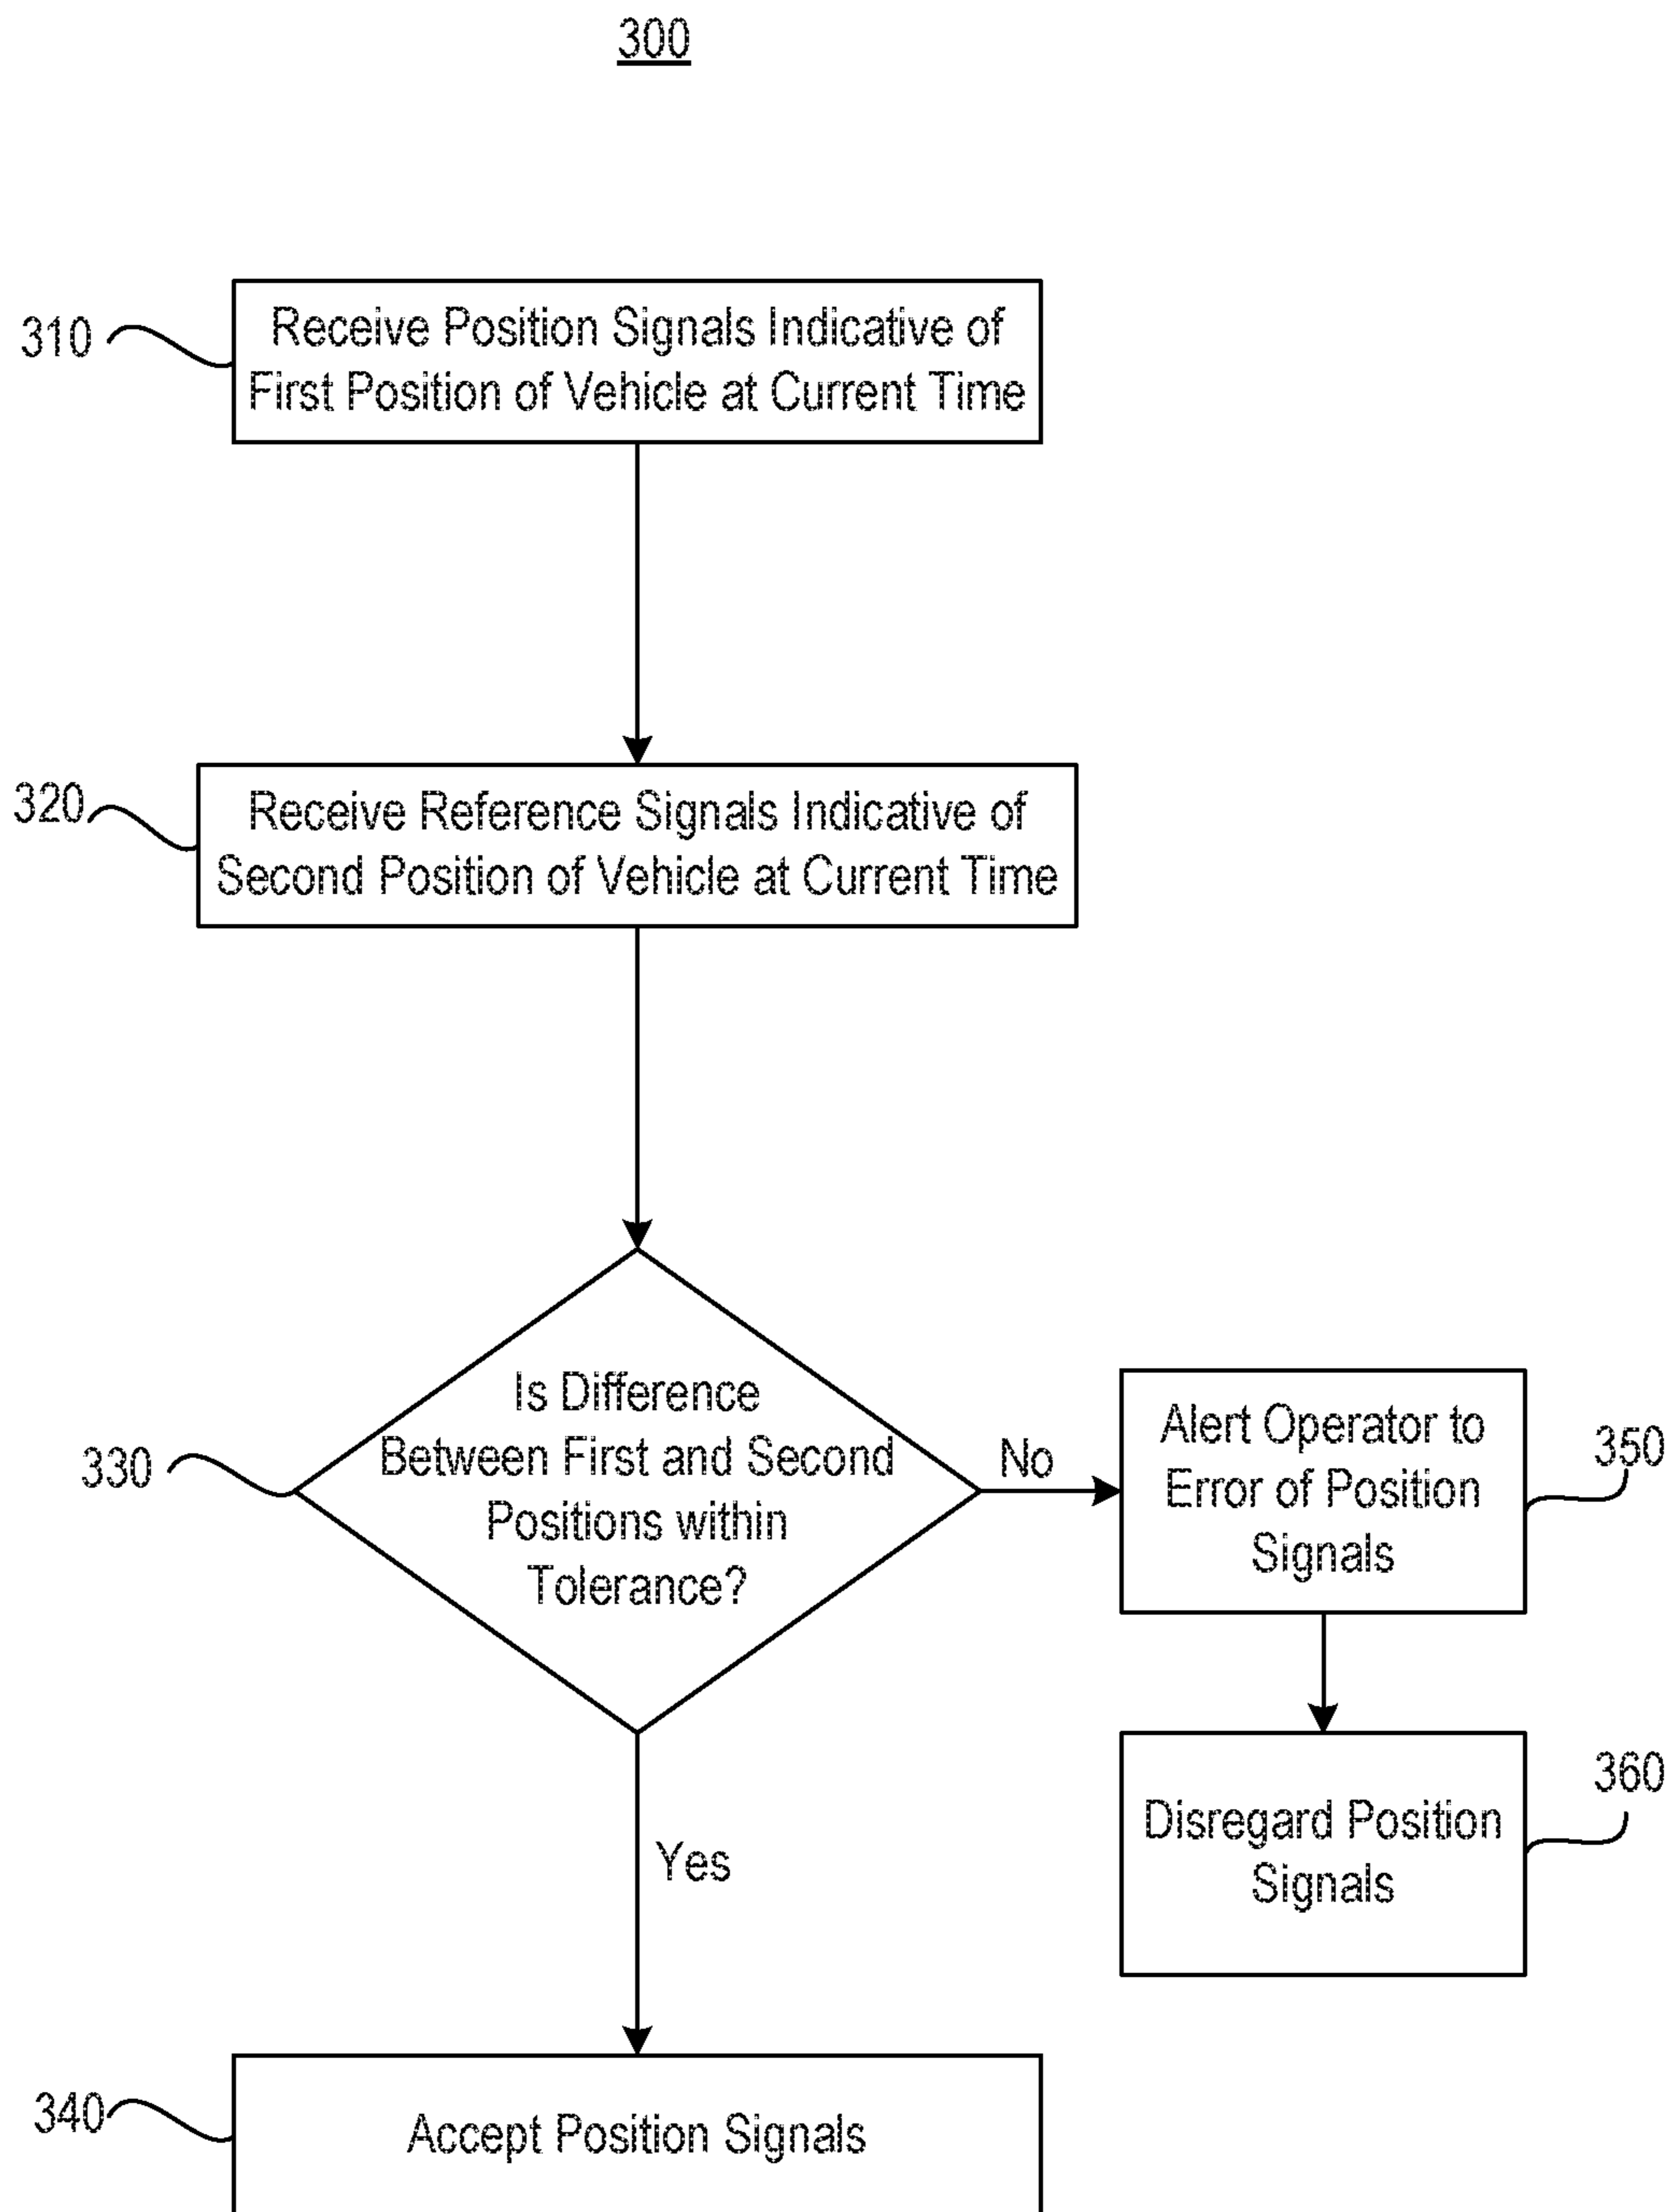 300
310
Receive Position Signals Indicative of
First Position of Vehicle at Current Time
320
Receive Reference Signals Indicative of
Second Position of Vehicle at Current Time
330
Is Difference
Between First and Second
Positions within
Tolerance?
No
Alert Operator to
Error of Position
Signals
350
Disregard Position
Signals
360
Yes
340
Accept Position Signals